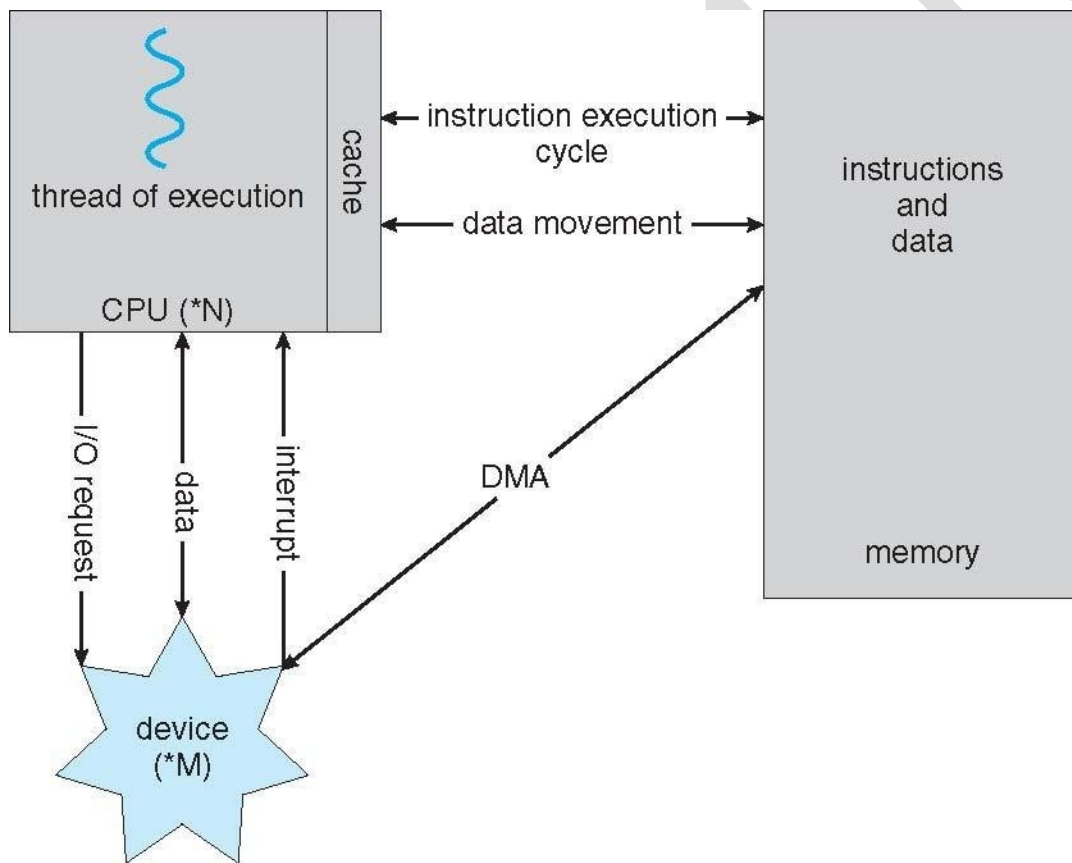 thread of execution
CPU (*N)
cache
instruction execution
cycle
data movement
instructions
and
data
memory
I/O request
data
interrupt
DMA
device
(*M)